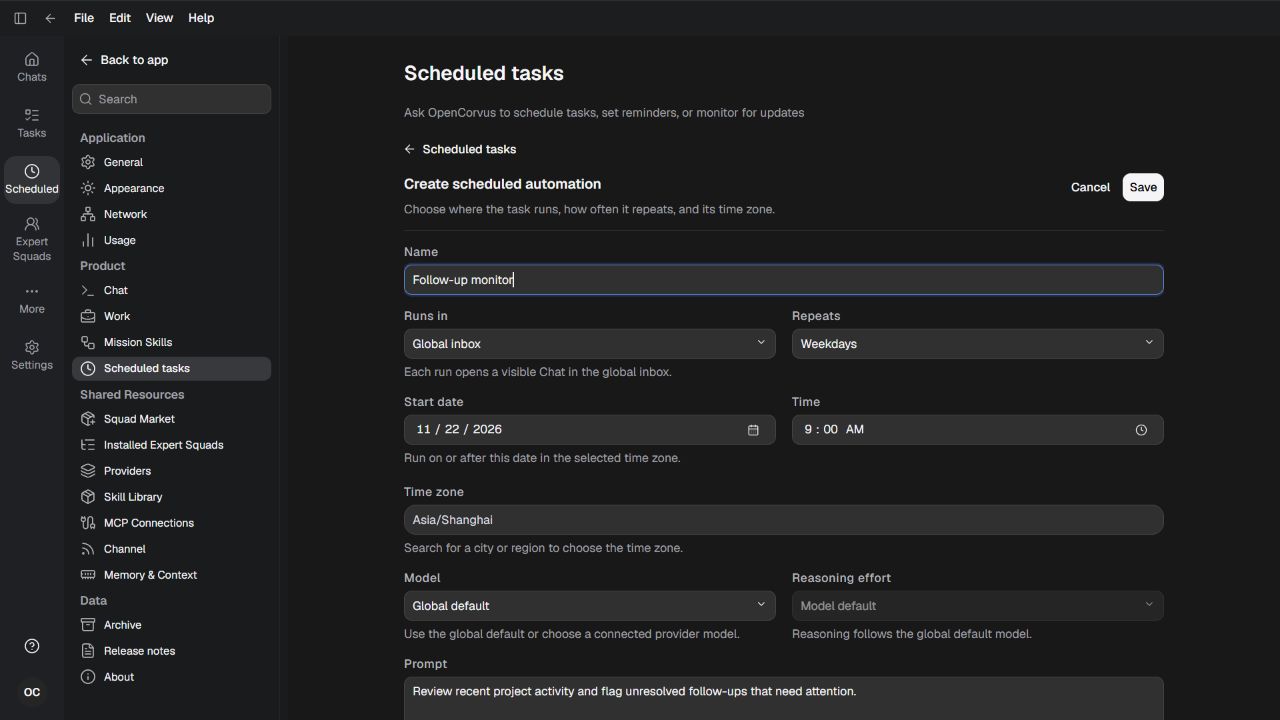 File Edit View Help
Chats
Tasks
Scheduled
Expert
Squads
More
Settings
OC
Back to app
Search
Application
General
Appearance
Network
Usage
Product
Chat
Work
Mission Skills
Scheduled tasks
Shared Resources
Squad Market
Installed Expert Squads
Providers
Skill Library
MCP Connections
Channel
Memory & Context
Data
Archive
Release notes
About
Scheduled tasks
Ask OpenCorvus to schedule tasks, set reminders, or monitor for updates
Scheduled tasks
Create scheduled automation
Choose where the task runs, how often it repeats, and its time zone.
Cancel Save
Name
Follow-up monitor
Runs in
Global inbox
Each run opens a visible Chat in the global inbox.
Repeats
Weekdays
Start date
11 / 22 / 2026
Run on or after this date in the selected time zone.
Time
9 : 00 AM
Time zone
Asia/Shanghai
Search for a city or region to choose the time zone.
Model
Global default
Use the global default or choose a connected provider model.
Reasoning effort
Model default
Reasoning follows the global default model.
Prompt
Review recent project activity and flag unresolved follow-ups that need attention.